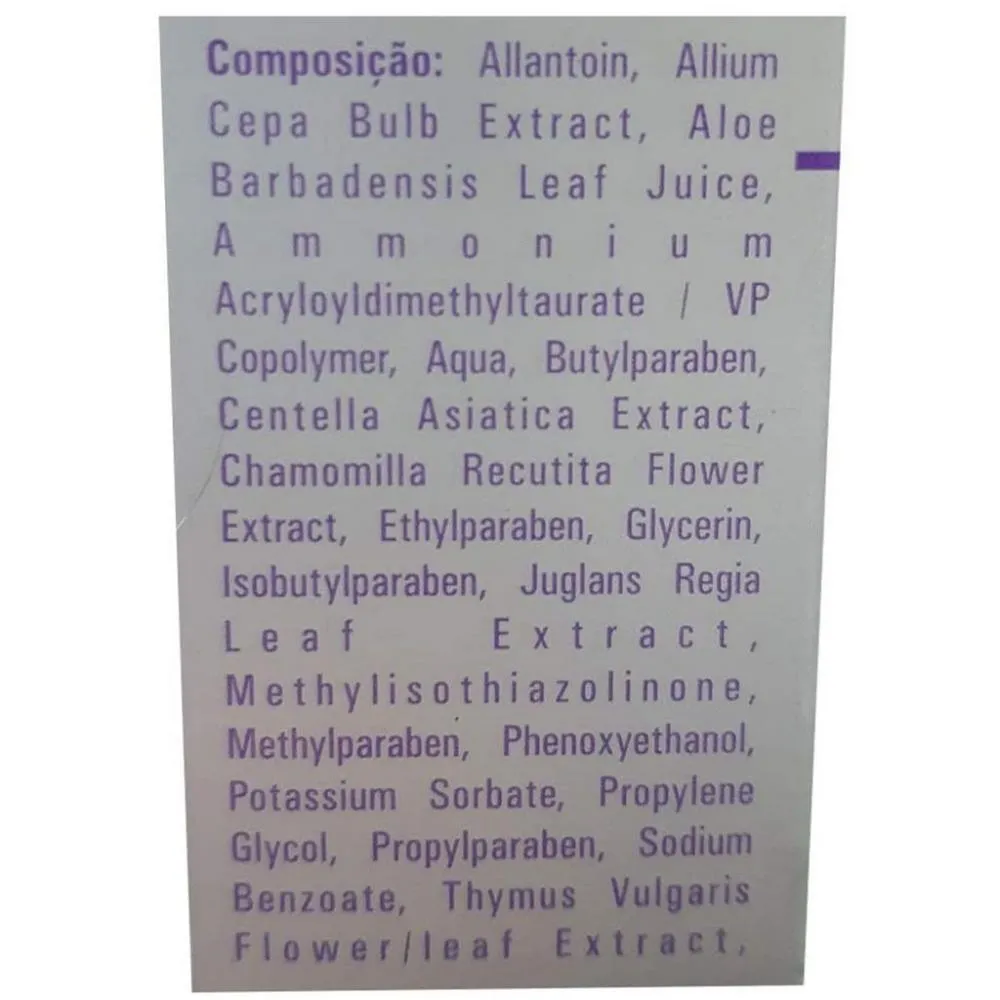 Composição: Allantoin, Allium
Cepa Bulb Extract, Aloe
Barbadensis Leaf Juice,
Ammonium
Acryloyldimethyltaurate / VP
Copolymer, Aqua, Butylparaben,
Centella Asiatica Extract,
Chamomilla Recutita Flower
Extract, Ethylparaben, Glycerin,
Isobutylparaben, Juglans Regia
Leaf Extract,
Methylisothiazolinone,
Methylparaben, Phenoxyethanol,
Potassium Sorbate, Propylene
Glycol, Propylparaben, Sodium
Benzoate, Thymus Vulgaris
Flower/leaf Extract,